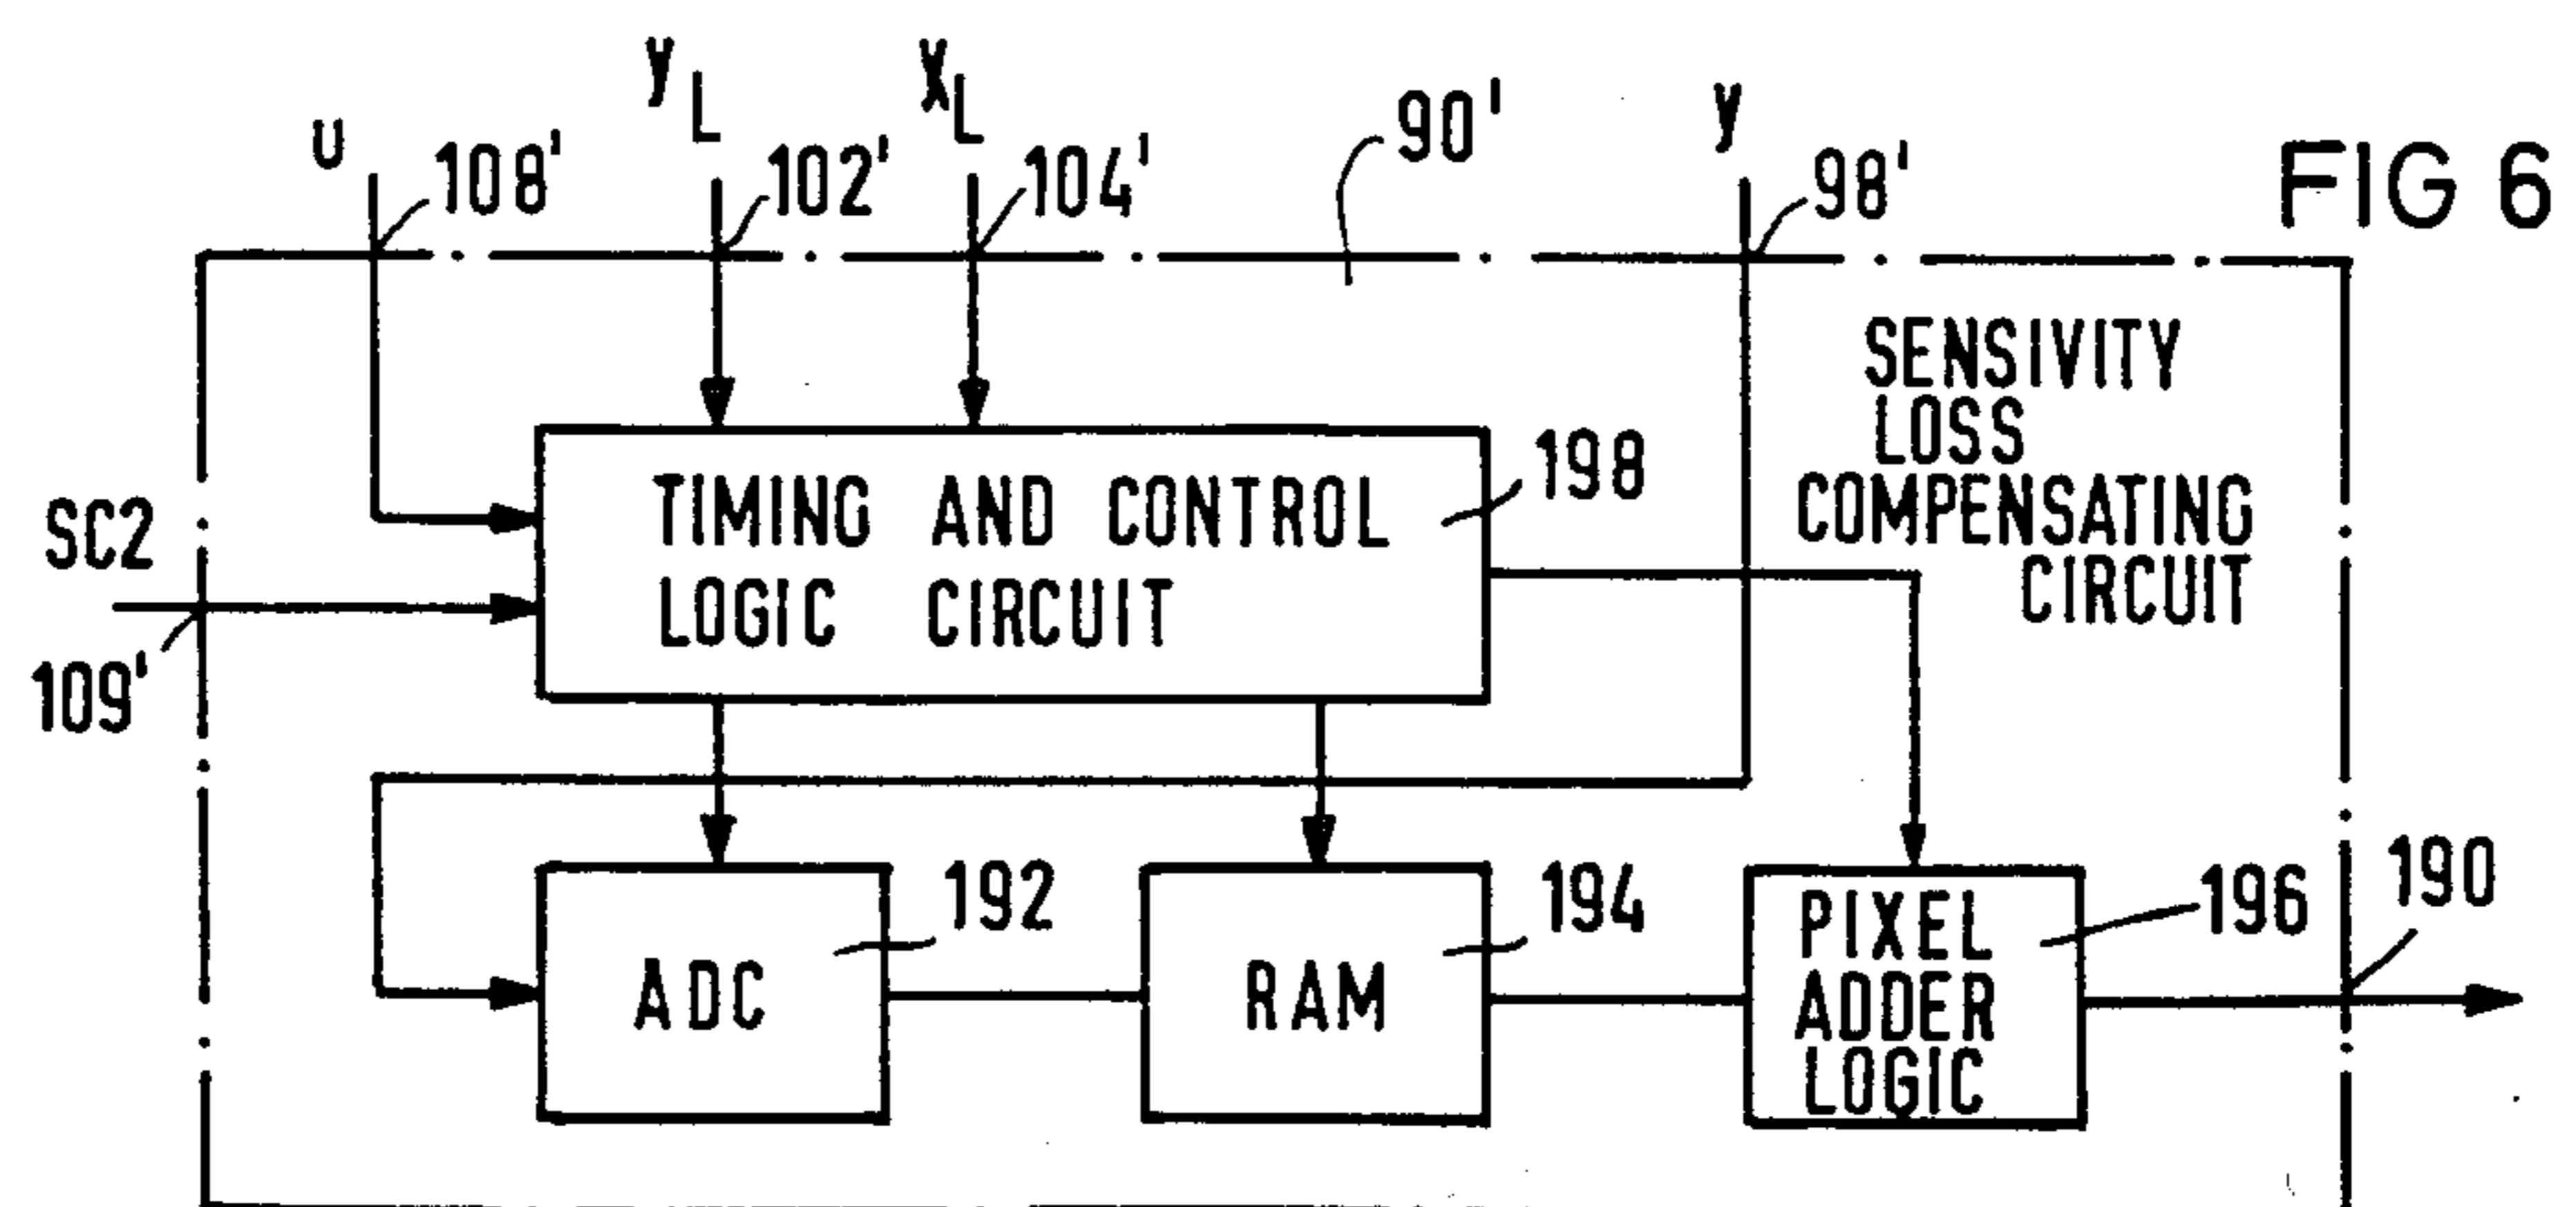 FIG 6
u
y L
x L
y
108'
102'
104'
90'
98'
SENSIVITY
LOSS
COMPENSATING
CIRCUIT
SC2
109'
TIMING AND CONTROL
LOGIC CIRCUIT
198
192
194
196
190
ADC
RAM
PIXEL
ADDER
LOGIC